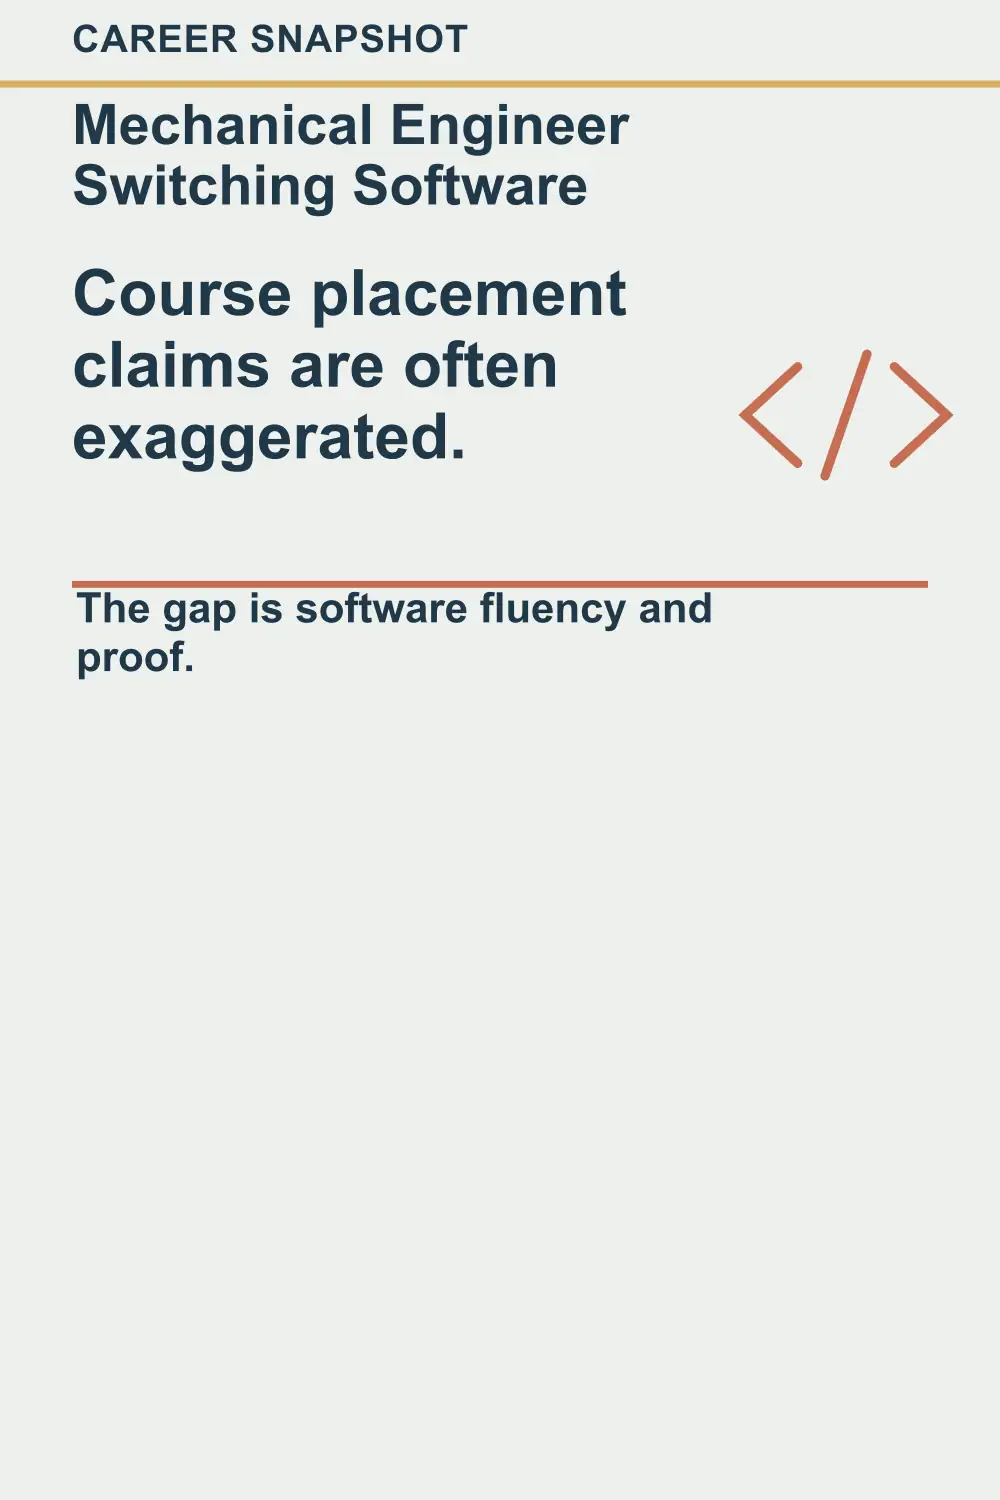 CAREER SNAPSHOT
Mechanical Engineer
Switching Software
Course placement
claims are often
exaggerated.
The gap is software fluency and
proof.